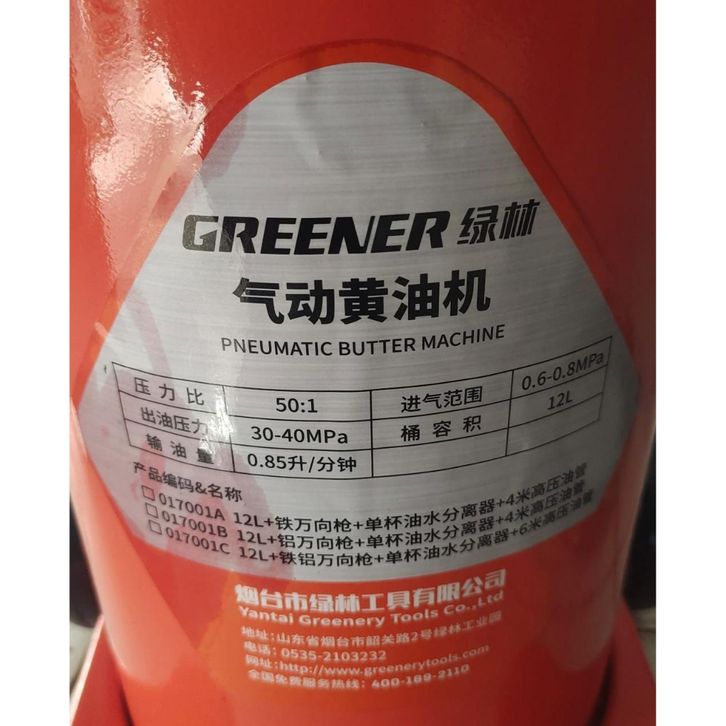 GREENER 绿林
气动黄油机
PNEUMATIC BUTTER MACHINE
压力比 50:1 进气范围 0.6-0.8MPa
出油压力 30-40MPa 桶容积 12L
输油量 0.85升/分钟
产品编码&名称
017001A 12L+铁万向枪+单杯油水分离器+4米高压油管
017001B 12L+铝万向枪+单杯油水分离器+4米高压油管
017001C 12L+铁铝万向枪+单杯油水分离器+6米高压油管
烟台市绿林工具有限公司
Yantai Greenery Tools Co.,Ltd
地址:山东省烟台市韶关路2号绿林工业园
电话:0535-2103232
网址:http://www.greenerytools.com
全国免费服务热线:400-189-2110